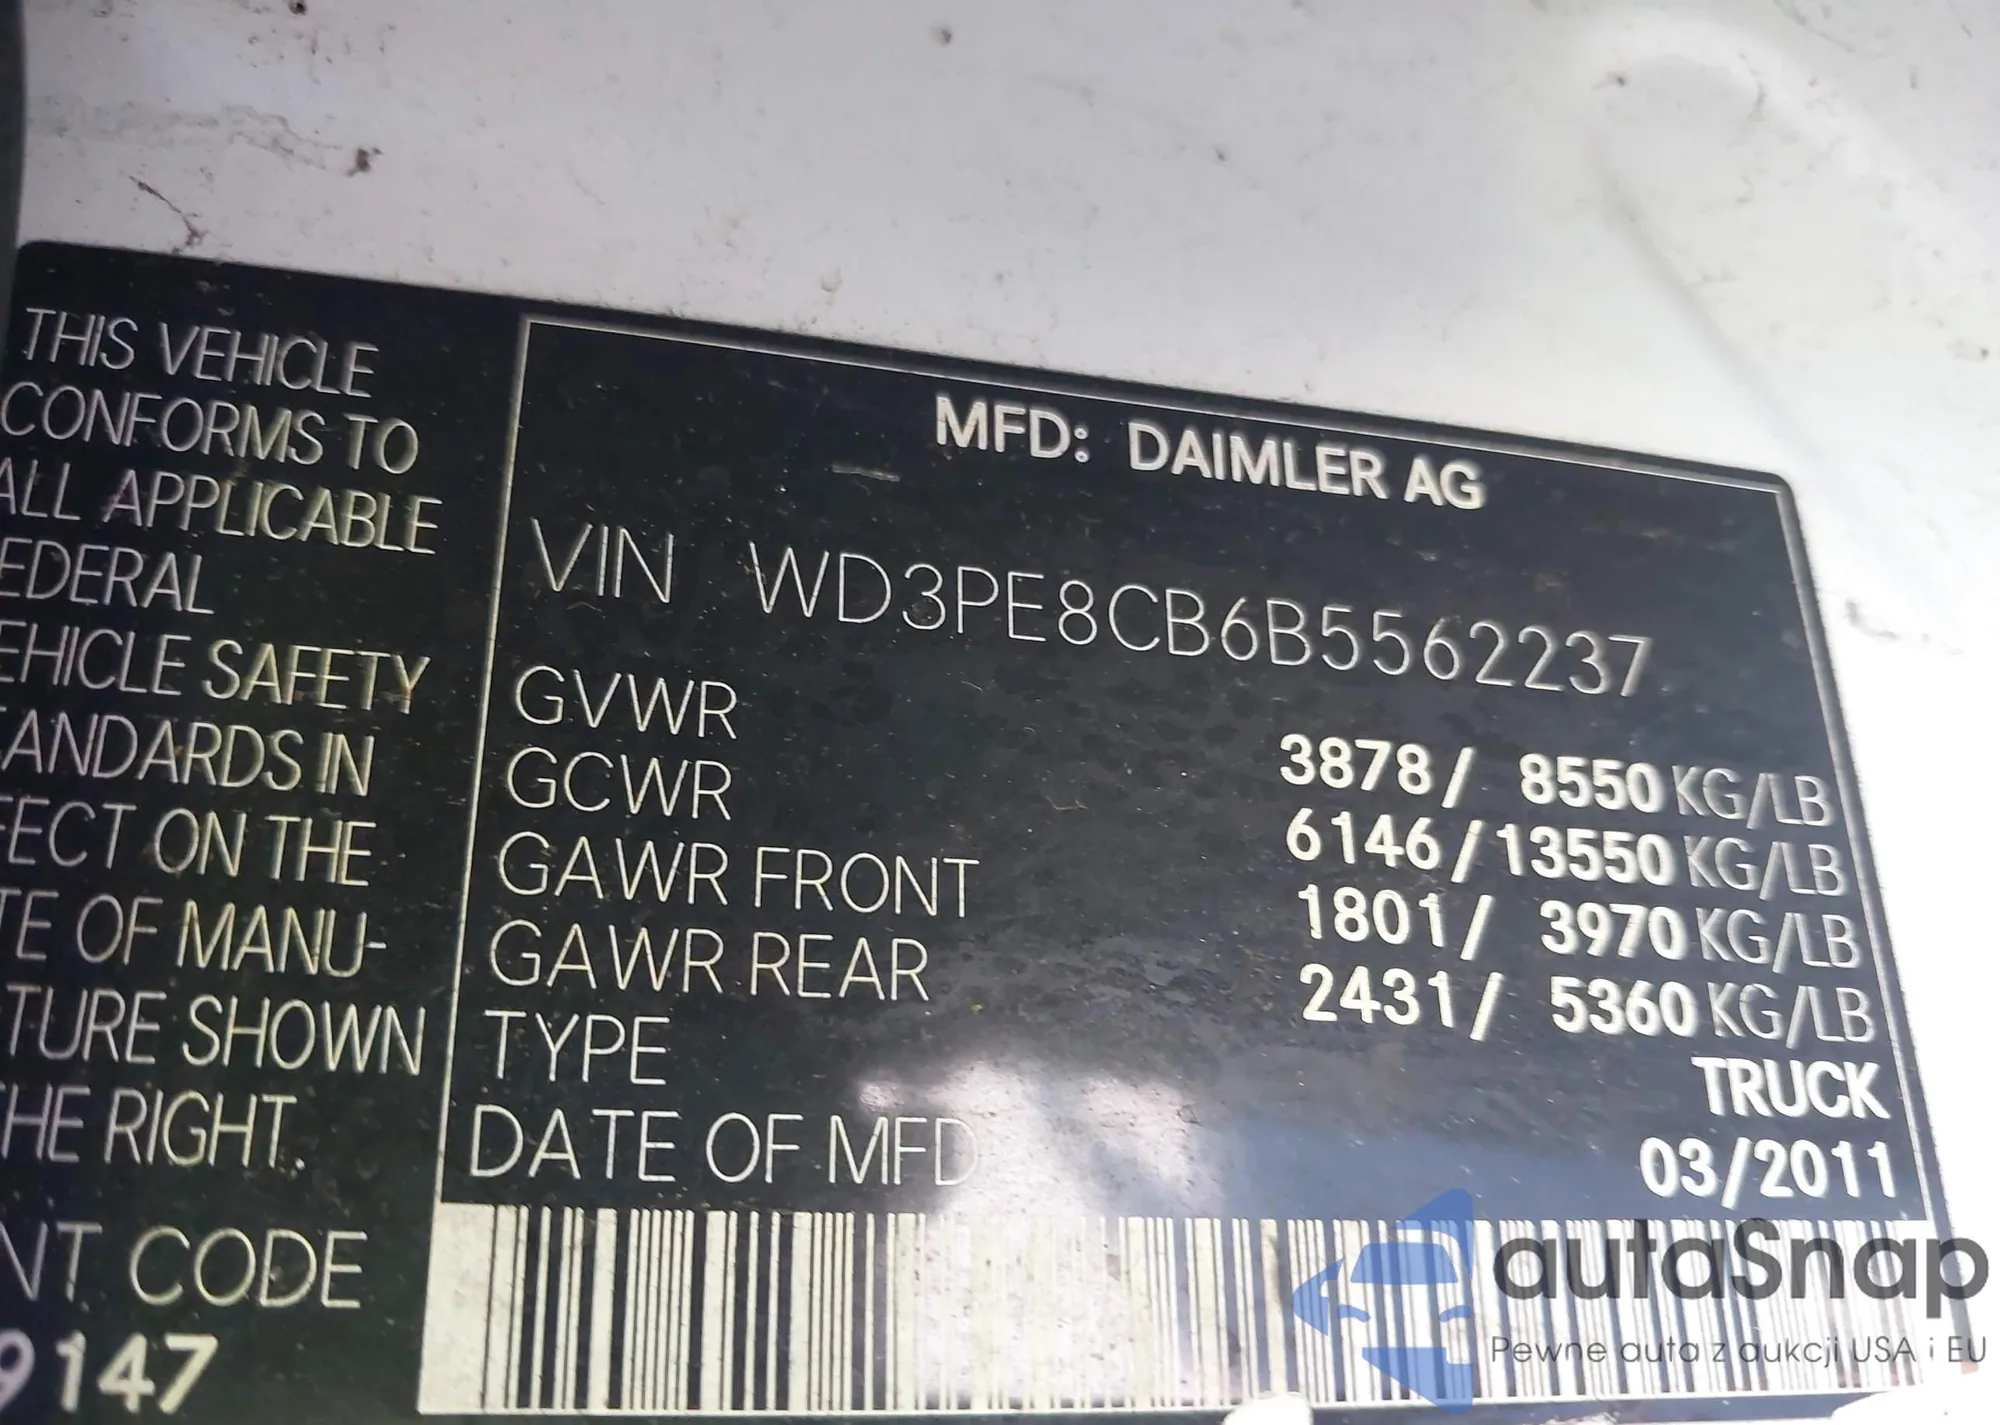 THIS VEHICLE
CONFORMS TO
ALL APPLICABLE
EDERAL
EHICLE SAFETY
ANDARDS IN
FECT ON THE
TE OF MANU-
TURE SHOWN
HE RIGHT.
NT CODE
9147
MFD: DAIMLER AG
VIN WD3PE8CB6B5562237
GVWR 3878/ 8550 KG/LB
GCWR 6146/13550 KG/LB
GAWR FRONT 1801/ 3970 KG/LB
GAWR REAR 2431/ 5360 KG/LB
TYPE TRUCK
DATE OF MFD 03/2011
autaSnap
Pewne auta z aukcji USA i EU